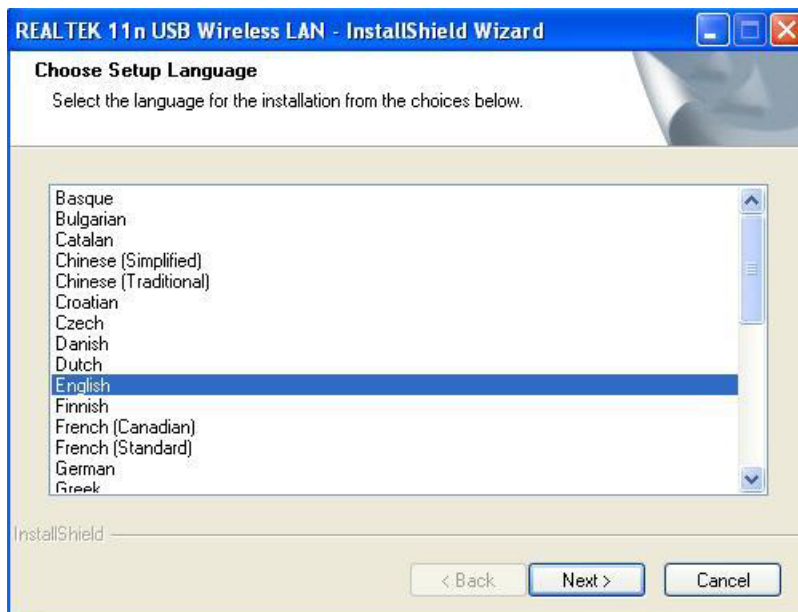 REALTEK 11n USB Wireless LAN - InstallShield Wizard
Choose Setup Language
Select the language for the installation from the choices below.
Basque
Bulgarian
Catalan
Chinese (Simplified)
Chinese (Traditional)
Croatian
Czech
Danish
Dutch
English
Finnish
French (Canadian)
French (Standard)
German
Greek
InstallShield
< Back
Next >
Cancel